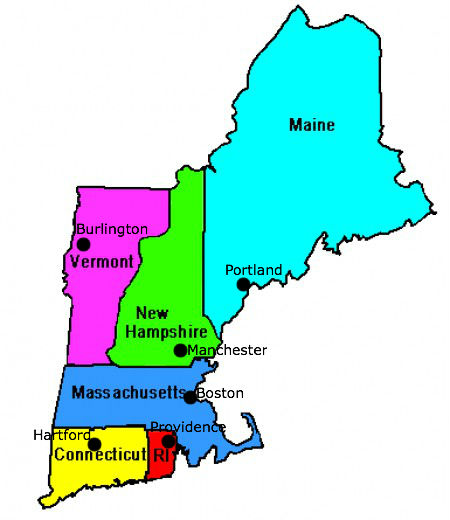 Maine
Burlington
Vermont
Portland
New
Hampshire
Manchester
Massachusetts
Boston
Providence
Hartford
Connecticut
RI